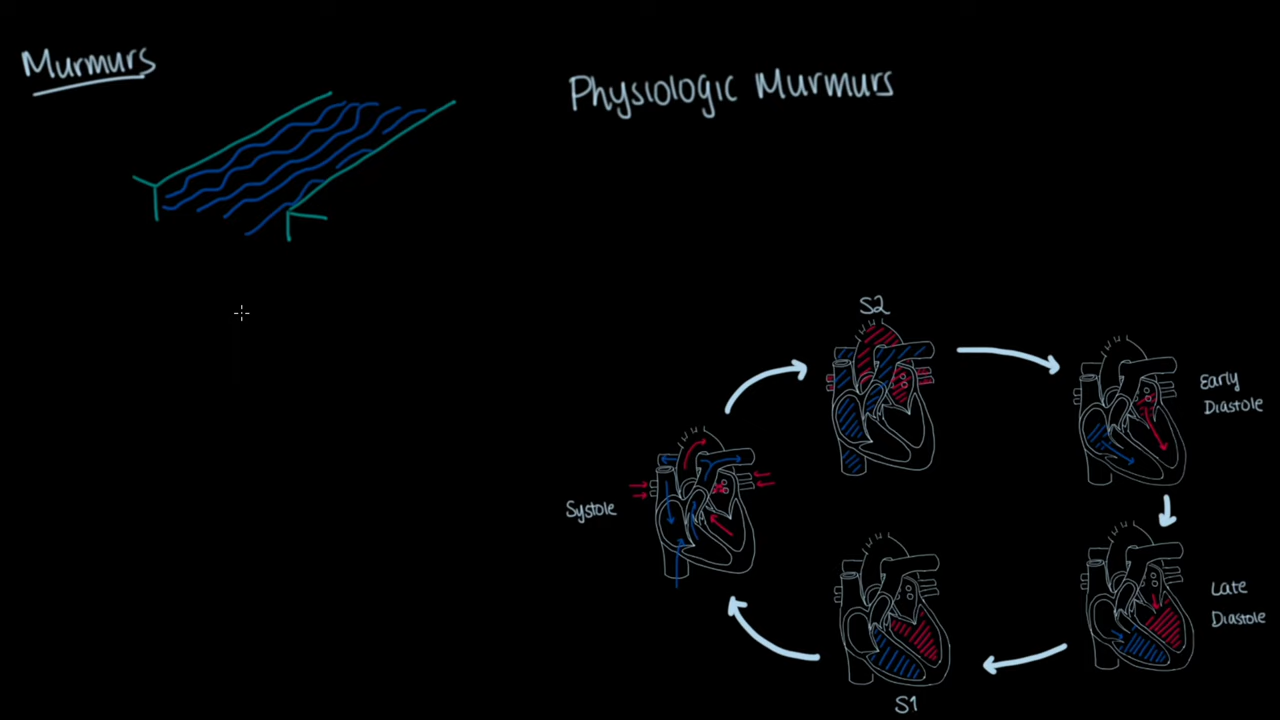 Murmurs
Physiologic Murmurs
S2
Early
Diastole
Systole
Late
Diastole
S1